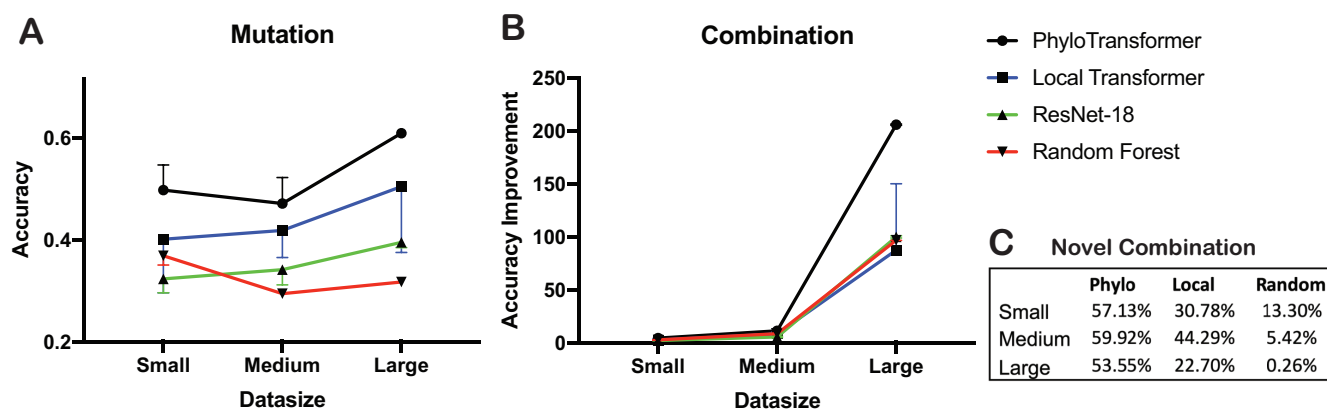 A
Mutation
Accuracy
0.6
0.4
0.2
Small Medium Large
Datasize
B
Combination
Accuracy Improvement
250
200
150
100
50
0
Small Medium Large
Datasize
PhyloTransformer
Local Transformer
ResNet-18
Random Forest
C Novel Combination
Phylo Local Random
Small 57.13% 30.78% 13.30%
Medium 59.92% 44.29% 5.42%
Large 53.55% 22.70% 0.26%